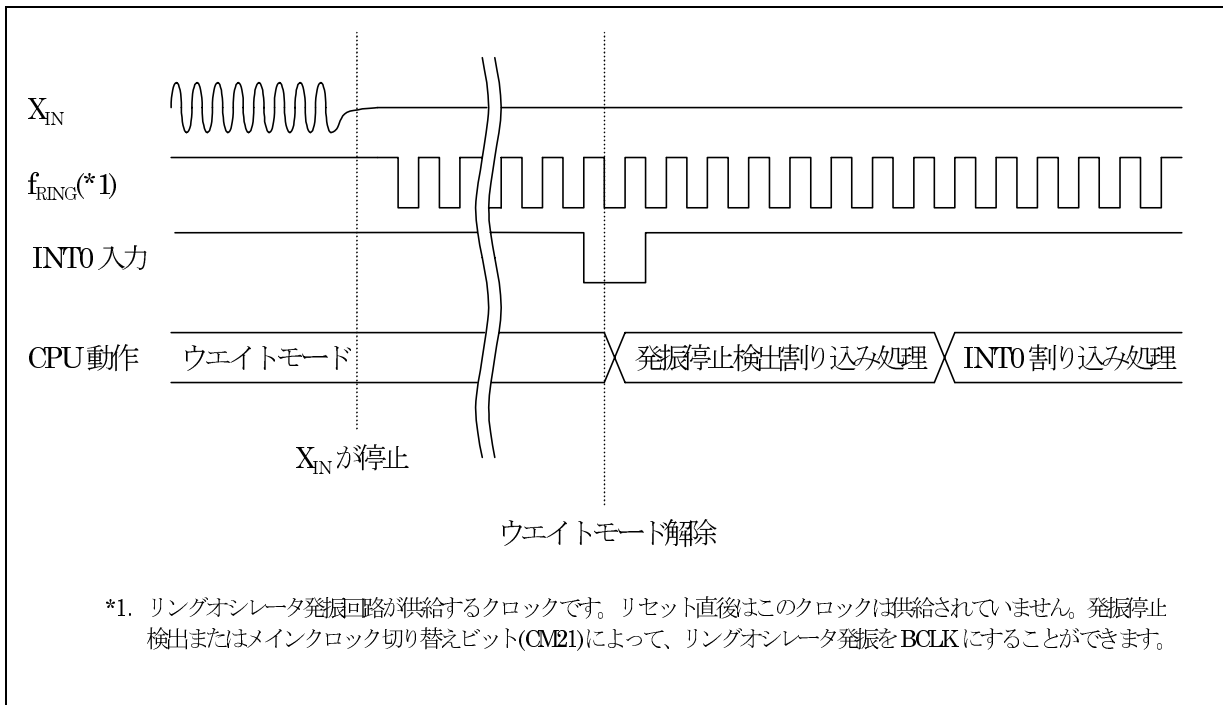 XIN
fRING(*1)
INT0 入力
CPU 動作
ウエイトモード
発振停止検出割り込み処理
INT0 割り込み処理
XIN が停止
ウエイトモード解除
*1. リングオシレータ発振回路が供給するクロックです。リセット直後はこのクロックは供給されていません。発振停止
検出またはメインクロック切り替えビット(CM21)によって、リングオシレータ発振を BCLK にすることができます。